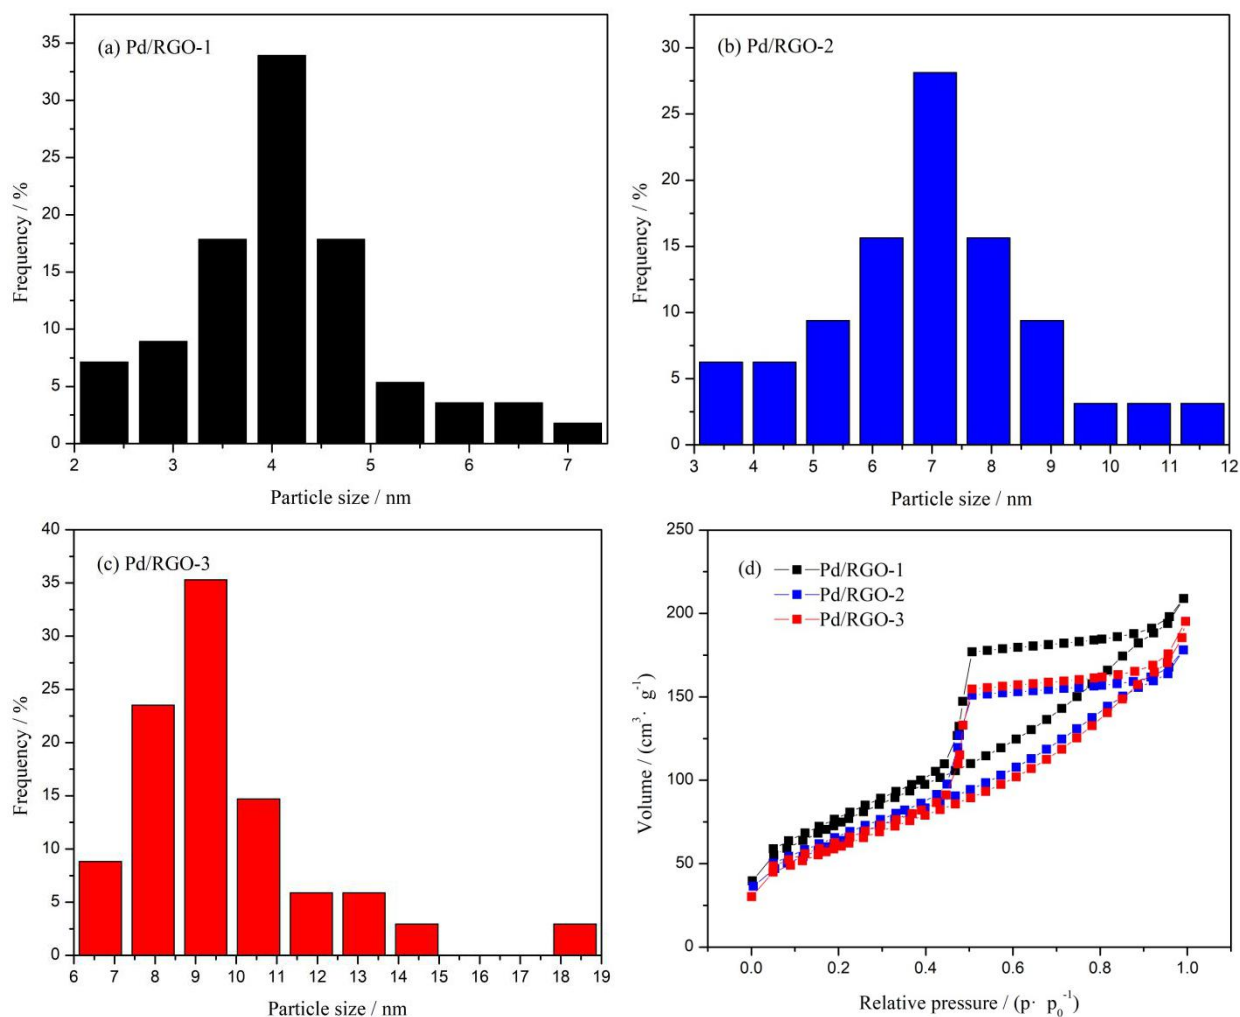 (a) Pd/RGO-1
35
30
25
20
15
10
5
0
Frequency / %
2 3 4 5 6 7
Particle size / nm
(b) Pd/RGO-2
30
25
20
15
10
5
0
Frequency / %
3 4 5 6 7 8 9 10 11 12
Particle size / nm
(c) Pd/RGO-3
40
35
30
25
20
15
10
5
0
Frequency / %
6 7 8 9 10 11 12 13 14 15 16 17 18 19
Particle size / nm
(d)
Pd/RGO-1
Pd/RGO-2
Pd/RGO-3
250
200
150
100
50
0
Volume / (cm³· g⁻¹)
0.0 0.2 0.4 0.6 0.8 1.0
Relative pressure / (p· p₀⁻¹)